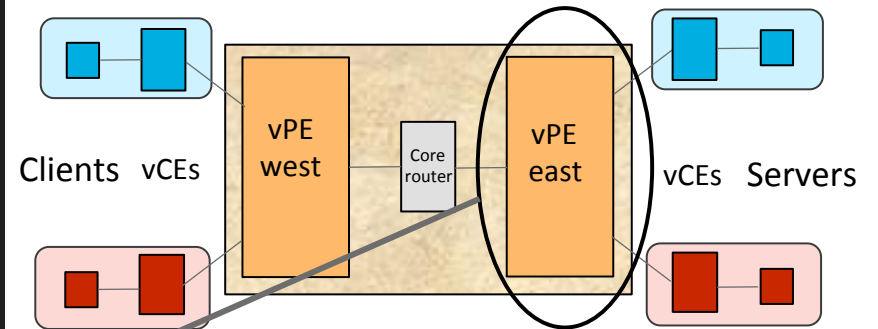 Clients
vCEs
vPE
west
Core
router
vPE
east
vCEs
Servers